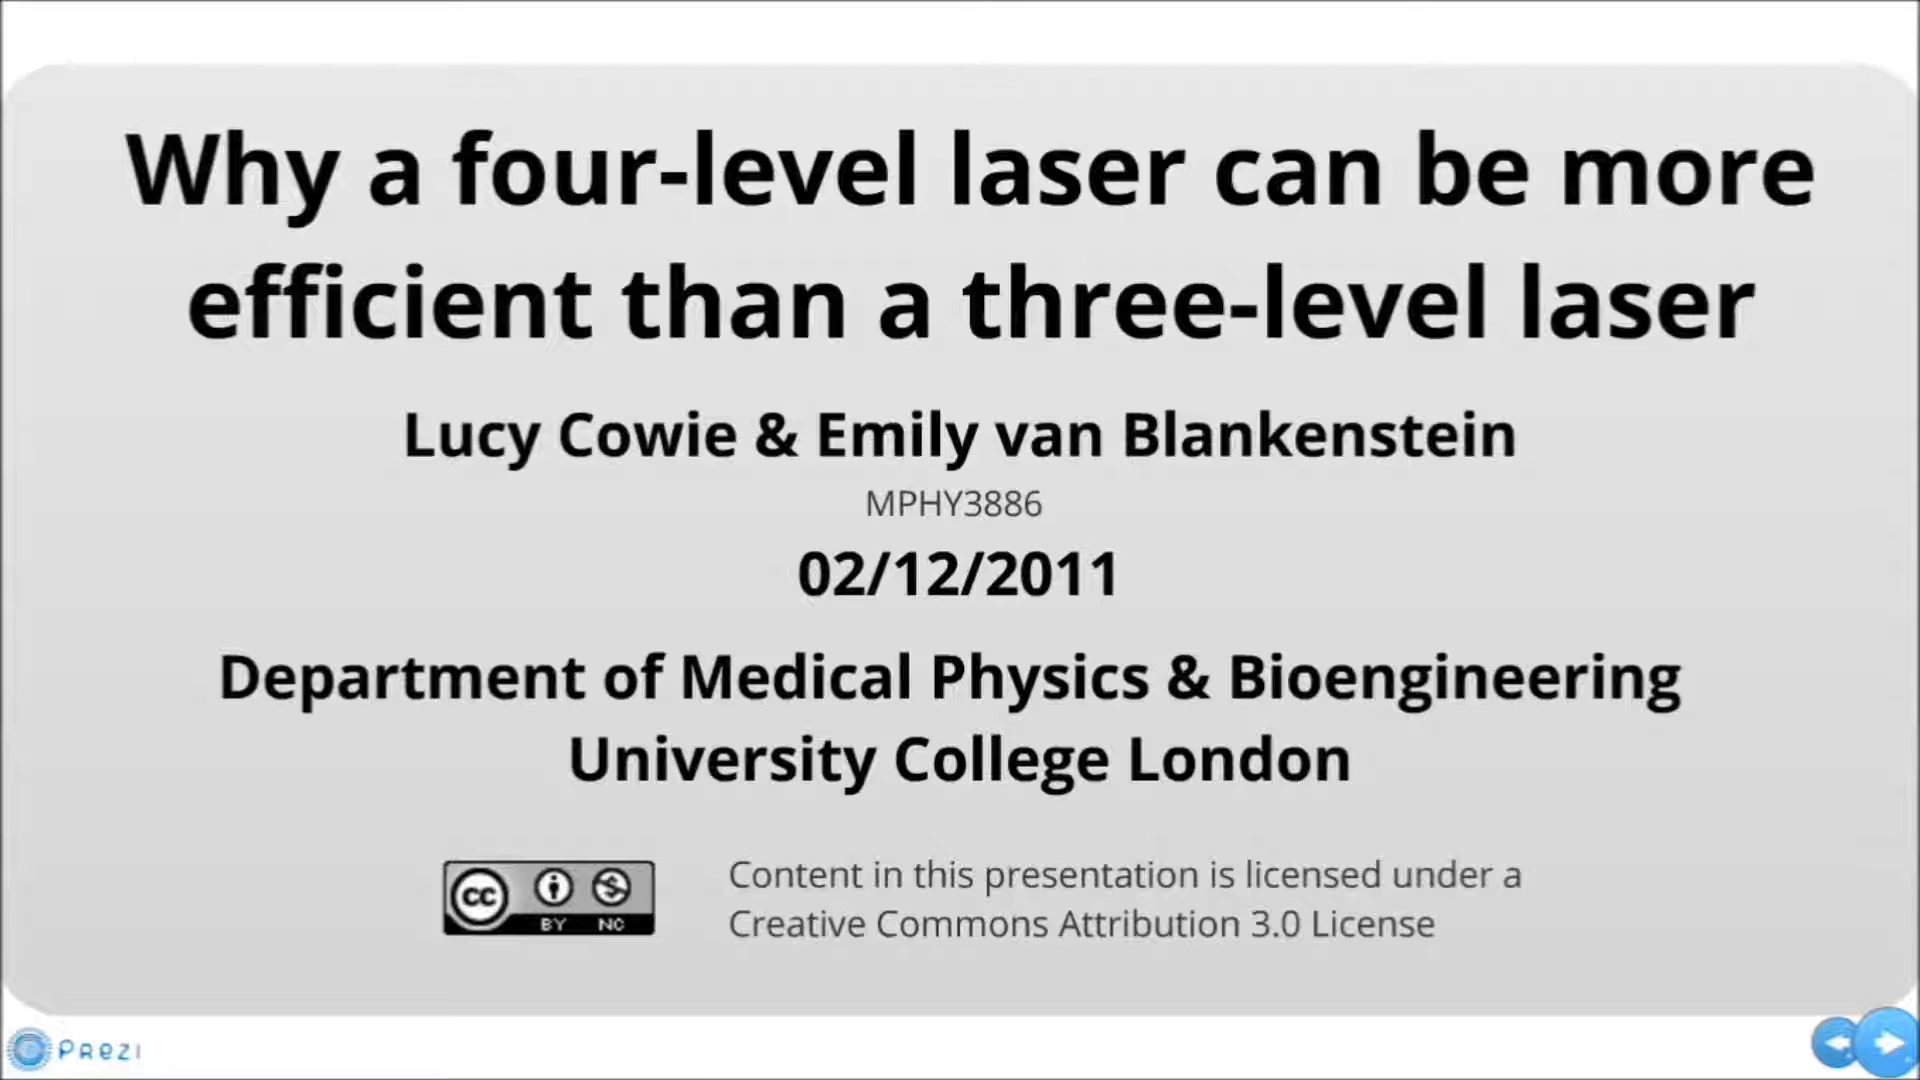 Why a four-level laser can be more
efficient than a three-level laser
Lucy Cowie & Emily van Blankenstein
MPHY3886
02/12/2011
Department of Medical Physics & Bioengineering
University College London
cc BY NC
Content in this presentation is licensed under a
Creative Commons Attribution 3.0 License
Prezi